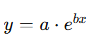 y = a · e^{bx}